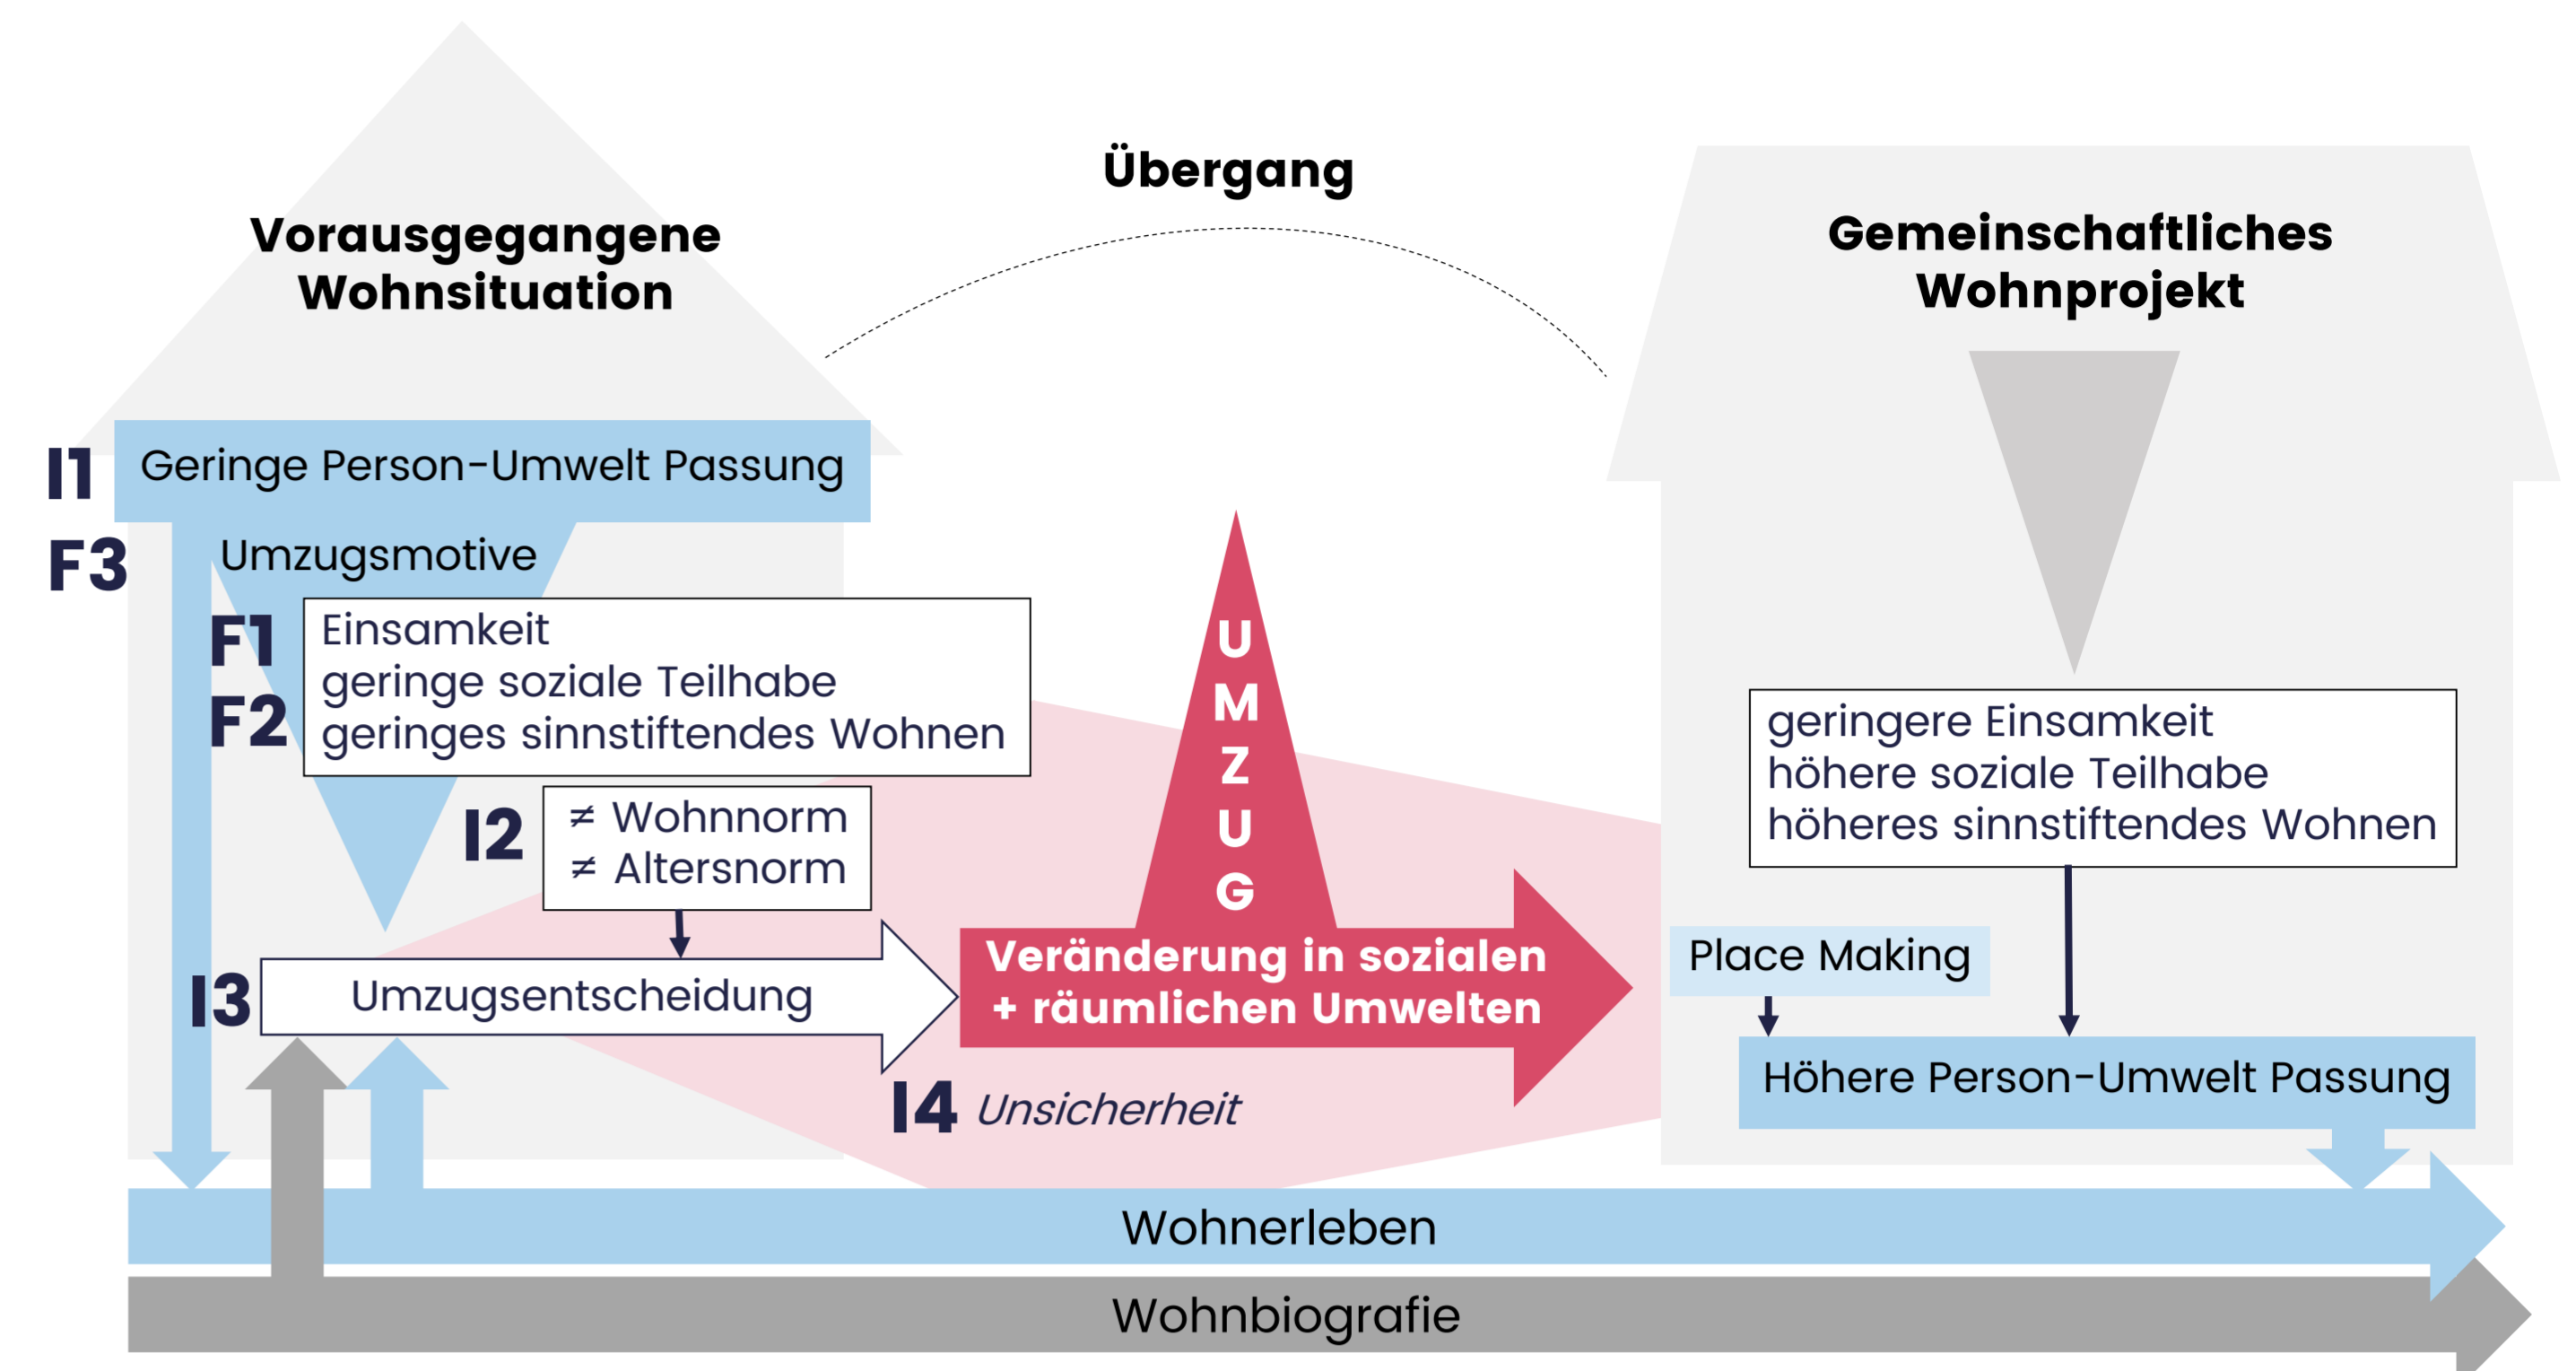 Übergang
Vorausgegangene
Wohnsituation
Gemeinschaftliches
Wohnprojekt
I1 Geringe Person-Umwelt Passung
F3 Umzugsmotive
F1
F2
Einsamkeit
geringe soziale Teilhabe
geringes sinnstiftendes Wohnen
I2
≠ Wohnnorm
≠ Altersnorm
I3 Umzugsentscheidung
UMZUG
Veränderung in sozialen
+ räumlichen Umwelten
I4 Unsicherheit
geringere Einsamkeit
höhere soziale Teilhabe
höheres sinnstiftendes Wohnen
Place Making
Höhere Person-Umwelt Passung
Wohnerleben
Wohnbiografie